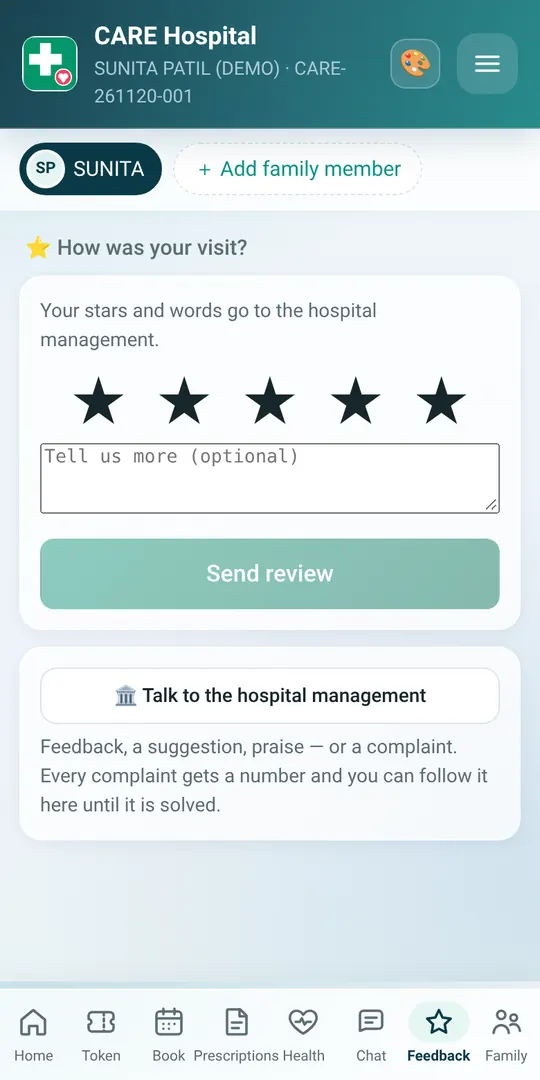 CARE Hospital
SUNITA PATIL (DEMO) · CARE-
261120-001
SP SUNITA
+ Add family member
⭐ How was your visit?
Your stars and words go to the hospital
management.
★ ★ ★ ★ ★
Tell us more (optional)
Send review
🏛️ Talk to the hospital management
Feedback, a suggestion, praise — or a complaint.
Every complaint gets a number and you can follow it
here until it is solved.
Home Token Book Prescriptions Health Chat Feedback Family